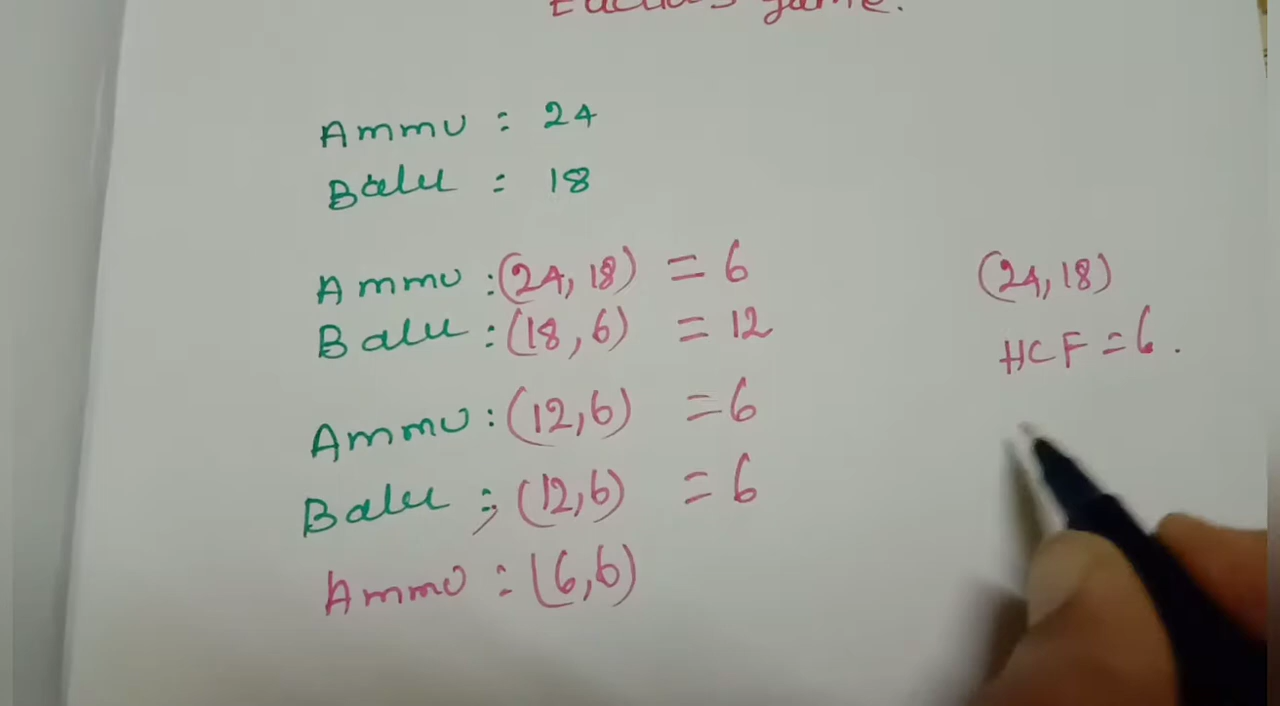 game.
Ammu : 24
Balu : 18
Ammu : (24, 18) = 6
Balu : (18, 6) = 12
Ammu : (12, 6) = 6
Balu : (12, 6) = 6
Ammu : (6, 6)
(24, 18)
HCF = 6.